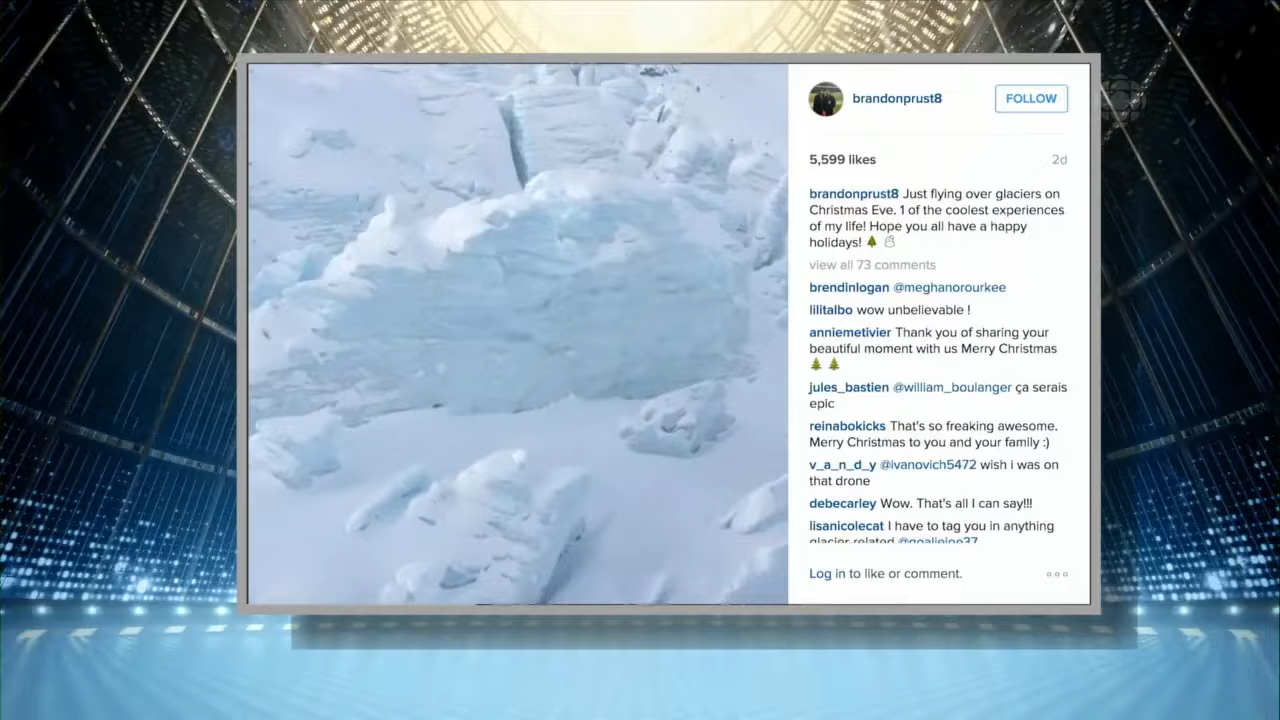 brandonprust8
FOLLOW
5,599 likes
2d
brandonprust8 Just flying over glaciers on
Christmas Eve. 1 of the coolest experiences
of my life! Hope you all have a happy
holidays! 🌲 ⛄
view all 73 comments
brendinlogan @meghanorourkee
lilitalbo wow unbelievable !
anniemetivier Thank you of sharing your
beautiful moment with us Merry Christmas
🌲 🌲
jules_bastien @william_boulanger ça serais
epic
reinabokicks That's so freaking awesome.
Merry Christmas to you and your family :)
v_a_n_d_y @ivanovich5472 wish i was on
that drone
debecarley Wow. That's all I can say!!!
lisanicolecat I have to tag you in anything
glacier-related @goaliejoe37
Log in to like or comment.